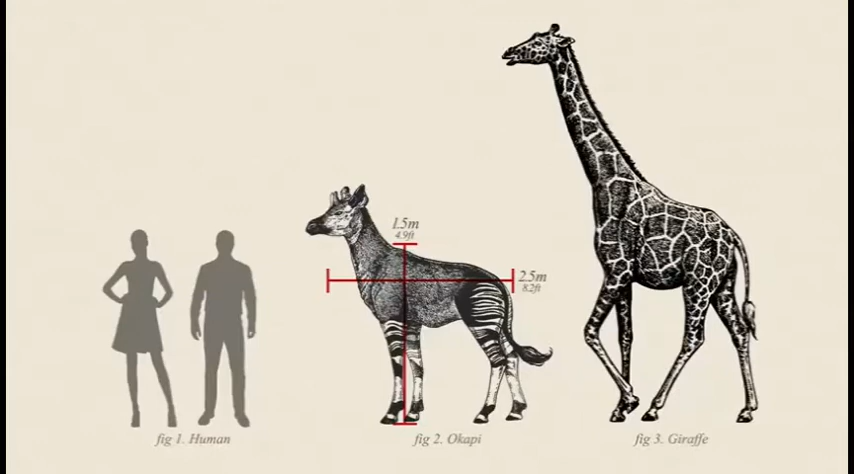 1.5m
4.9ft
2.5m
8.2ft
fig 1. Human
fig 2. Okapi
fig 3. Giraffe